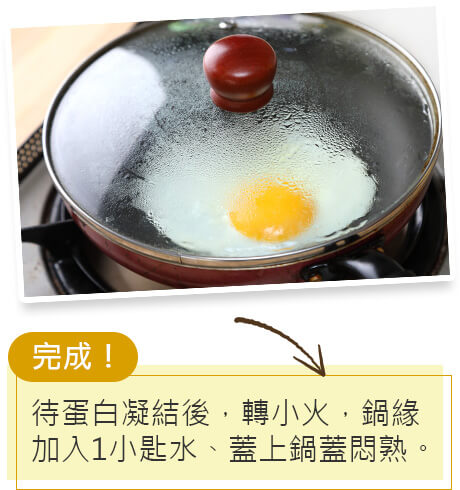 完成！
待蛋白凝結後，轉小火，鍋緣
加入1小匙水、蓋上鍋蓋悶熟。